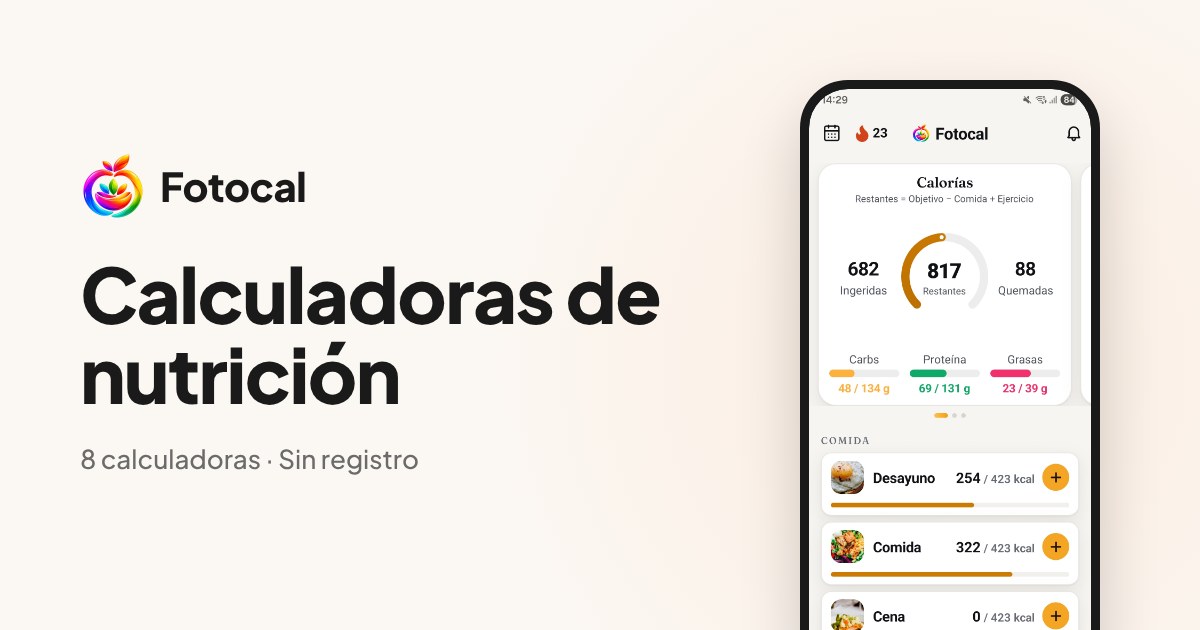 Fotocal
Calculadoras de
nutrición
8 calculadoras · Sin registro
14:29
84
23
Fotocal
Calorías
Restantes = Objetivo − Comida + Ejercicio
682
Ingeridas
817
Restantes
88
Quemadas
Carbs
Proteína
Grasas
48 / 134 g
69 / 131 g
23 / 39 g
COMIDA
Desayuno 254 / 423 kcal
Comida 322 / 423 kcal
Cena 0 / 423 kcal